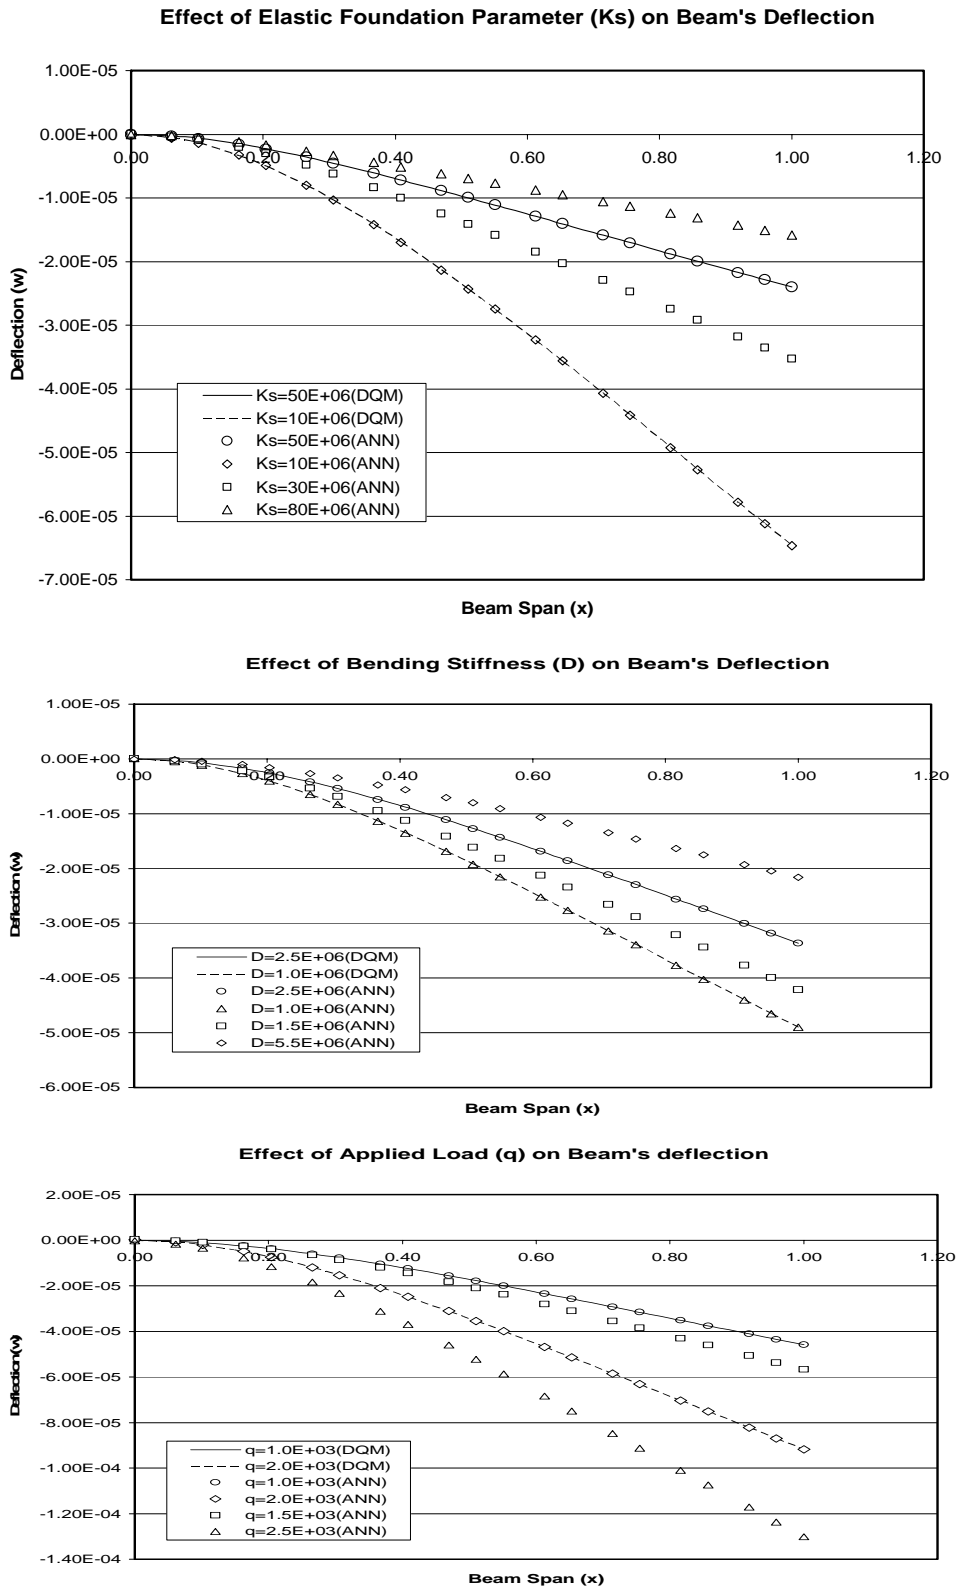 Effect of Elastic Foundation Parameter (Ks) on Beam's Deflection
1.00E-05
0.00E+00
0.00 0.20 0.40 0.60 0.80 1.00 1.20
-1.00E-05
-2.00E-05
-3.00E-05
-4.00E-05
-5.00E-05
-6.00E-05
-7.00E-05
Deflection (w)
Ks=50E+06(DQM)
Ks=10E+06(DQM)
Ks=50E+06(ANN)
Ks=10E+06(ANN)
Ks=30E+06(ANN)
Ks=80E+06(ANN)
Beam Span (x)
Effect of Bending Stiffness (D) on Beam's Deflection
1.00E-05
0.00E+00
0.00 0.20 0.40 0.60 0.80 1.00 1.20
-1.00E-05
-2.00E-05
-3.00E-05
-4.00E-05
-5.00E-05
-6.00E-05
Deflection (w)
D=2.5E+06(DQM)
D=1.0E+06(DQM)
D=2.5E+06(ANN)
D=1.0E+06(ANN)
D=1.5E+06(ANN)
D=5.5E+06(ANN)
Beam Span (x)
Effect of Applied Load (q) on Beam's deflection
2.00E-05
0.00E+00
0.00 0.20 0.40 0.60 0.80 1.00 1.20
-2.00E-05
-4.00E-05
-6.00E-05
-8.00E-05
-1.00E-04
-1.20E-04
-1.40E-04
Deflection(w)
q=1.0E+03(DQM)
q=2.0E+03(DQM)
q=1.0E+03(ANN)
q=2.0E+03(ANN)
q=1.5E+03(ANN)
q=2.5E+03(ANN)
Beam Span (x)